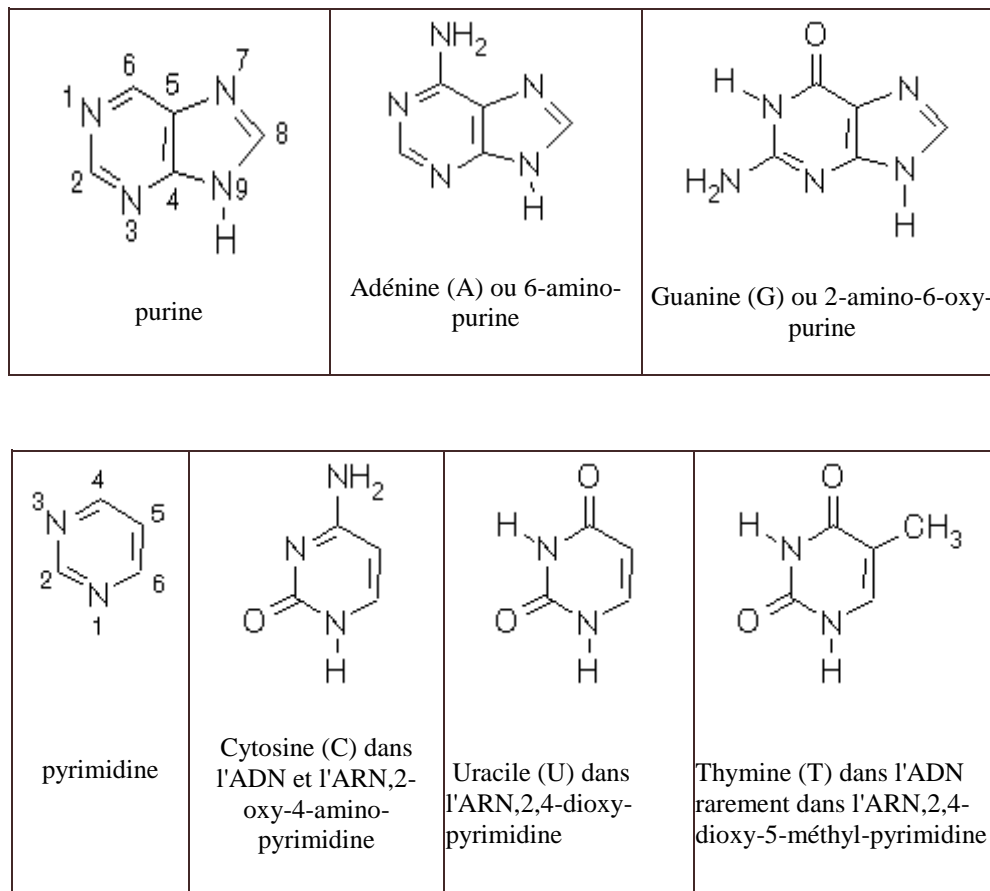 6
7
5
1
N
N
8
2
N
N
9
3
4
H
purine
NH2
N
N
N
N
H
Adénine (A) ou 6-amino-
purine
O
H
N
N
H2N
N
N
H
Guanine (G) ou 2-amino-6-oxy-
purine
4
3
5
N
2
N
6
1
pyrimidine
NH2
N
O
N
H
Cytosine (C) dans
l'ADN et l'ARN,2-
oxy-4-amino-
pyrimidine
O
H
N
O
N
H
Uracile (U) dans
l'ARN,2,4-dioxy-
pyrimidine
O
H
N
CH3
O
N
H
Thymine (T) dans l'ADN
rarement dans l'ARN,2,4-
dioxy-5-méthyl-pyrimidine